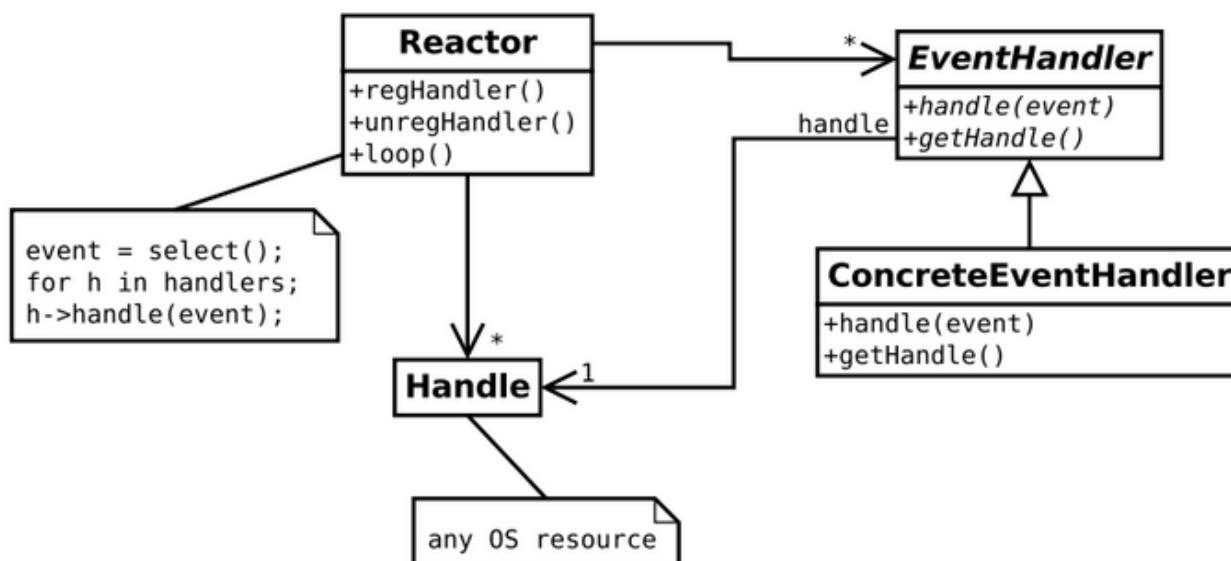 Reactor
+regHandler()
+unregHandler()
+loop()
*
EventHandler
+handle(event)
+getHandle()
handle
event = select();
for h in handlers;
h->handle(event);
ConcreteEventHandler
+handle(event)
+getHandle()
*
1
Handle
any OS resource